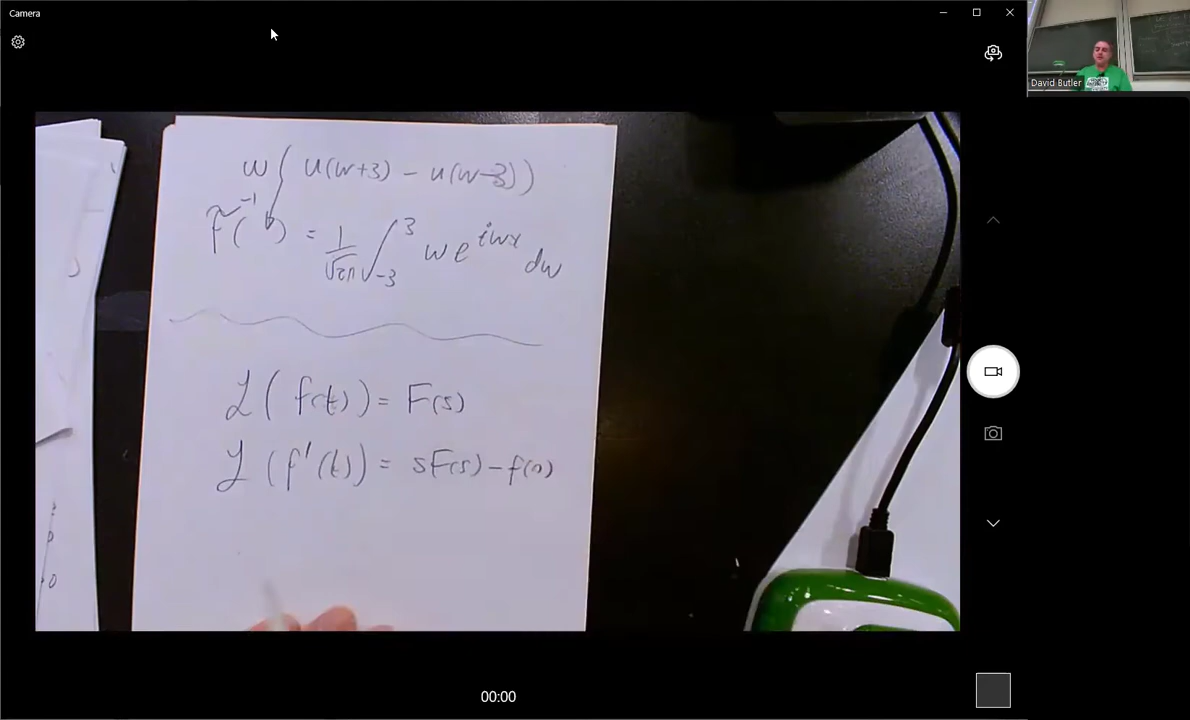 Camera
David Butler
w ( u(w+3) - u(w-3) )
F̃⁻¹( ) = 1/√2π ∫₋₃³ w e^{iwx} dw
ℒ( f(t) ) = F(s)
ℒ( f'(t) ) = sF(s) - f(0)
00:00